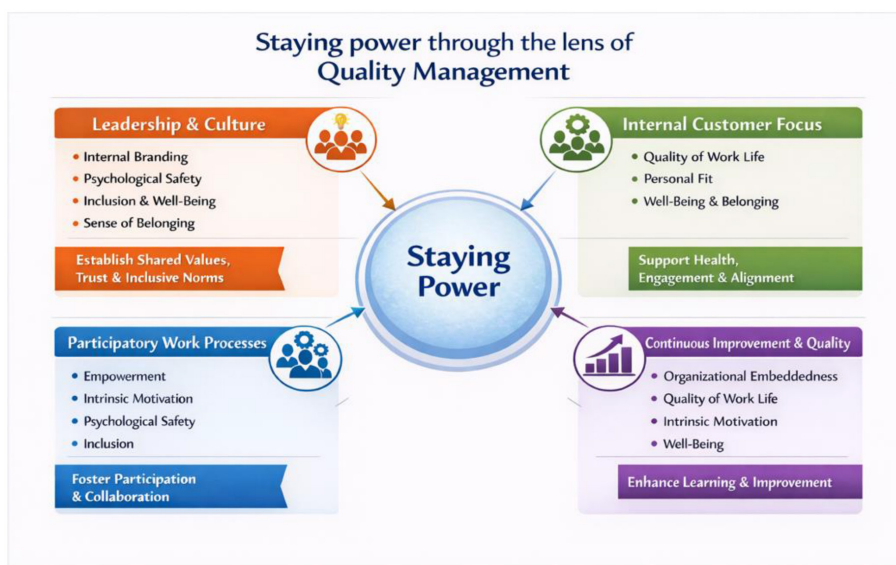 Staying power through the lens of
Quality Management
Leadership & Culture
• Internal Branding
• Psychological Safety
• Inclusion & Well-Being
• Sense of Belonging
Establish Shared Values,
Trust & Inclusive Norms
Internal Customer Focus
• Quality of Work Life
• Personal Fit
• Well-Being & Belonging
Support Health,
Engagement & Alignment
Staying
Power
Participatory Work Processes
• Empowerment
• Intrinsic Motivation
• Psychological Safety
• Inclusion
Foster Participation
& Collaboration
Continuous Improvement & Quality
• Organizational Embeddedness
• Quality of Work Life
• Intrinsic Motivation
• Well-Being
Enhance Learning & Improvement